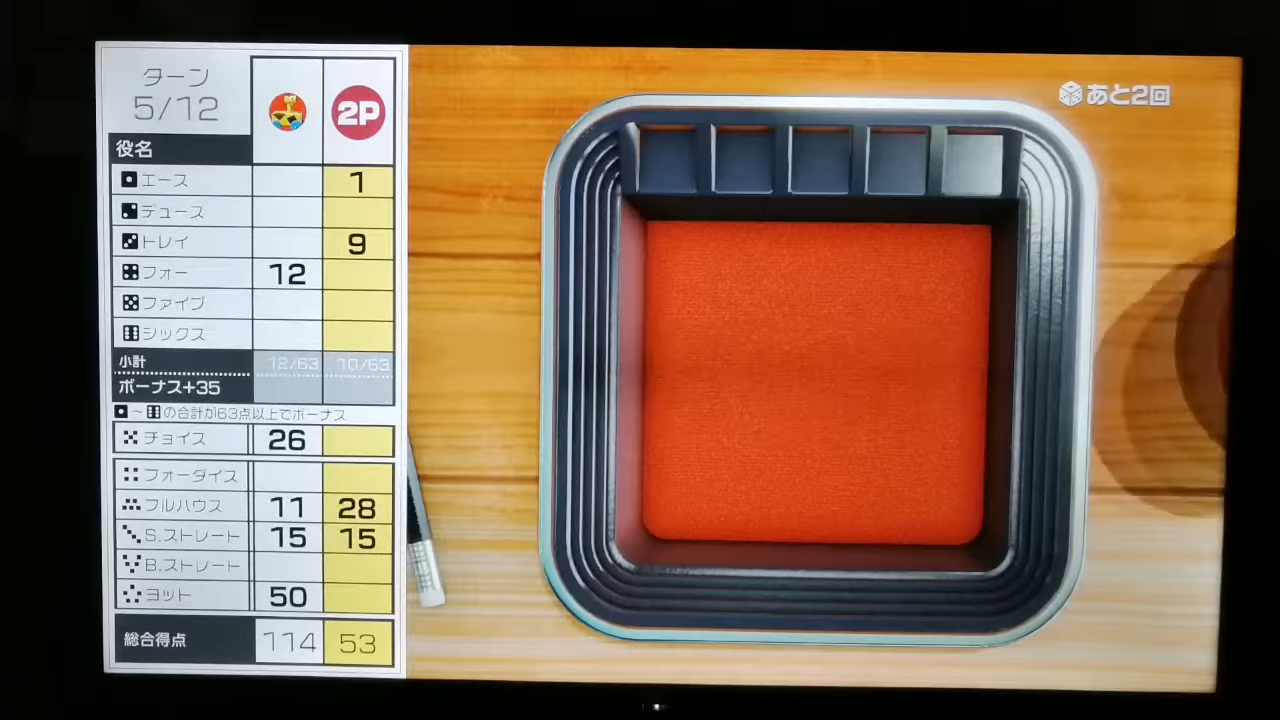 ターン
5/12
2P
あと2回
役名
エース 1
デュース
トレイ 9
フォー 12
ファイブ
シックス
小計 12/63 10/63
ボーナス+35
~の合計が63点以上でボーナス
チョイス 26
フォーダイス
フルハウス 11 28
S.ストレート 15 15
B.ストレート
ヨット 50
総合得点 114 53